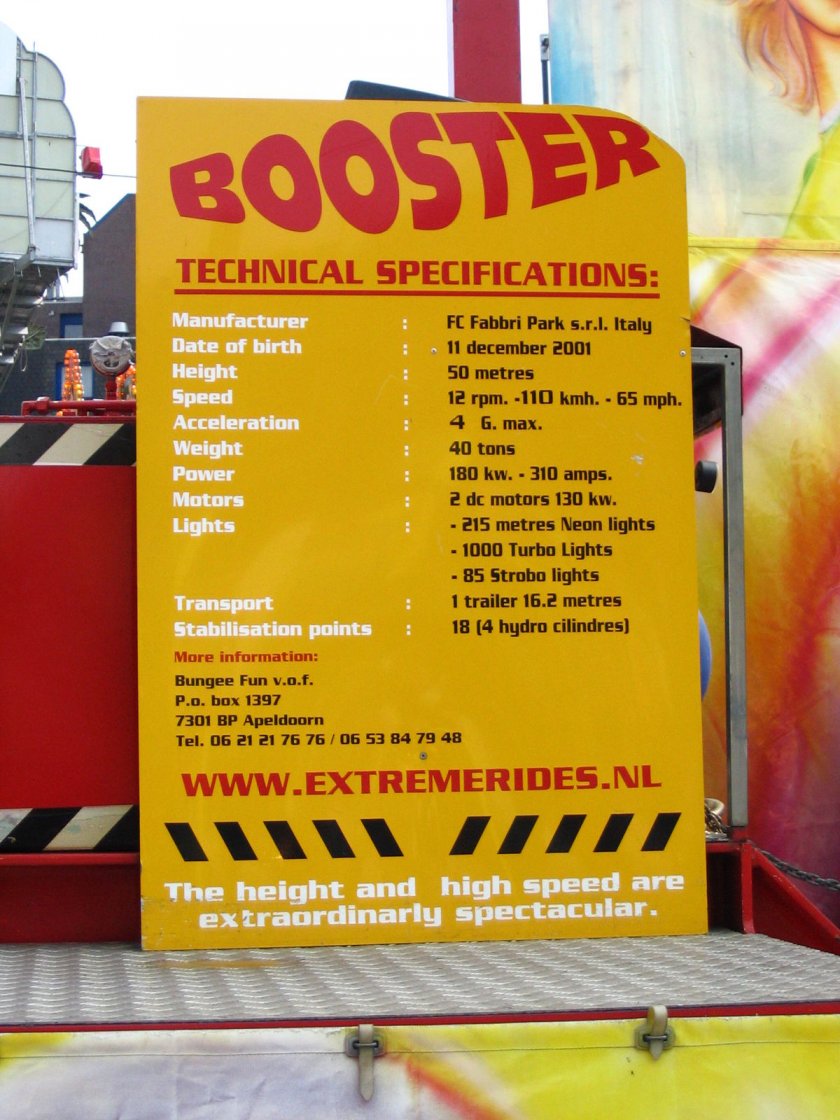 BOOSTER
TECHNICAL SPECIFICATIONS:
Manufacturer : FC Fabbri Park s.r.l. Italy
Date of birth : 11 december 2001
Height : 50 metres
Speed : 12 rpm. -110 kmh. - 65 mph.
Acceleration : 4 G. max.
Weight : 40 tons
Power : 180 kw. - 310 amps.
Motors : 2 dc motors 130 kw.
Lights : - 215 metres Neon lights
- 1000 Turbo Lights
- 85 Strobo lights
Transport : 1 trailer 16.2 metres
Stabilisation points : 18 (4 hydro cilindres)
More information:
Bungee Fun v.o.f.
P.o. box 1397
7301 BP Apeldoorn
Tel. 06 21 21 76 76 / 06 53 84 79 48
WWW.EXTREMERIDES.NL
The height and high speed are
extraordinarly spectacular.